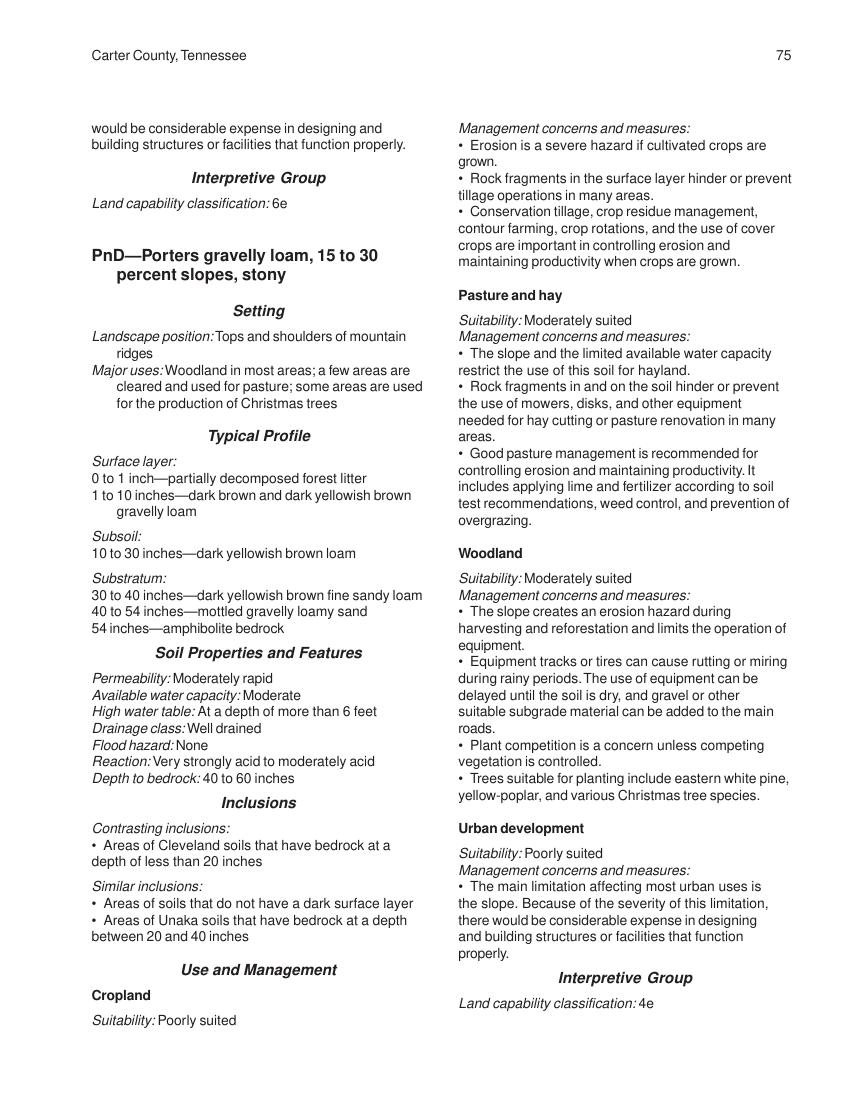 Carter County, Tennessee
75
would be considerable expense in designing and
building structures or facilities that function properly.
Interpretive Group
Land capability classification: 6e
PnD—Porters gravelly loam, 15 to 30
percent slopes, stony
Setting
Landscape position: Tops and shoulders of mountain
ridges
Major uses: Woodland in most areas; a few areas are
cleared and used for pasture; some areas are used
for the production of Christmas trees
Typical Profile
Surface layer:
0 to 1 inch—partially decomposed forest litter
1 to 10 inches—dark brown and dark yellowish brown
gravelly loam
Subsoil:
10 to 30 inches—dark yellowish brown loam
Substratum:
30 to 40 inches—dark yellowish brown fine sandy loam
40 to 54 inches—mottled gravelly loamy sand
54 inches—amphibolite bedrock
Soil Properties and Features
Permeability: Moderately rapid
Available water capacity: Moderate
High water table: At a depth of more than 6 feet
Drainage class: Well drained
Flood hazard: None
Reaction: Very strongly acid to moderately acid
Depth to bedrock: 40 to 60 inches
Inclusions
Contrasting inclusions:
• Areas of Cleveland soils that have bedrock at a
depth of less than 20 inches
Similar inclusions:
• Areas of soils that do not have a dark surface layer
• Areas of Unaka soils that have bedrock at a depth
between 20 and 40 inches
Use and Management
Cropland
Suitability: Poorly suited
Management concerns and measures:
• Erosion is a severe hazard if cultivated crops are
grown.
• Rock fragments in the surface layer hinder or prevent
tillage operations in many areas.
• Conservation tillage, crop residue management,
contour farming, crop rotations, and the use of cover
crops are important in controlling erosion and
maintaining productivity when crops are grown.
Pasture and hay
Suitability: Moderately suited
Management concerns and measures:
• The slope and the limited available water capacity
restrict the use of this soil for hayland.
• Rock fragments in and on the soil hinder or prevent
the use of mowers, disks, and other equipment
needed for hay cutting or pasture renovation in many
areas.
• Good pasture management is recommended for
controlling erosion and maintaining productivity. It
includes applying lime and fertilizer according to soil
test recommendations, weed control, and prevention of
overgrazing.
Woodland
Suitability: Moderately suited
Management concerns and measures:
• The slope creates an erosion hazard during
harvesting and reforestation and limits the operation of
equipment.
• Equipment tracks or tires can cause rutting or miring
during rainy periods. The use of equipment can be
delayed until the soil is dry, and gravel or other
suitable subgrade material can be added to the main
roads.
• Plant competition is a concern unless competing
vegetation is controlled.
• Trees suitable for planting include eastern white pine,
yellow-poplar, and various Christmas tree species.
Urban development
Suitability: Poorly suited
Management concerns and measures:
• The main limitation affecting most urban uses is
the slope. Because of the severity of this limitation,
there would be considerable expense in designing
and building structures or facilities that function
properly.
Interpretive Group
Land capability classification: 4e